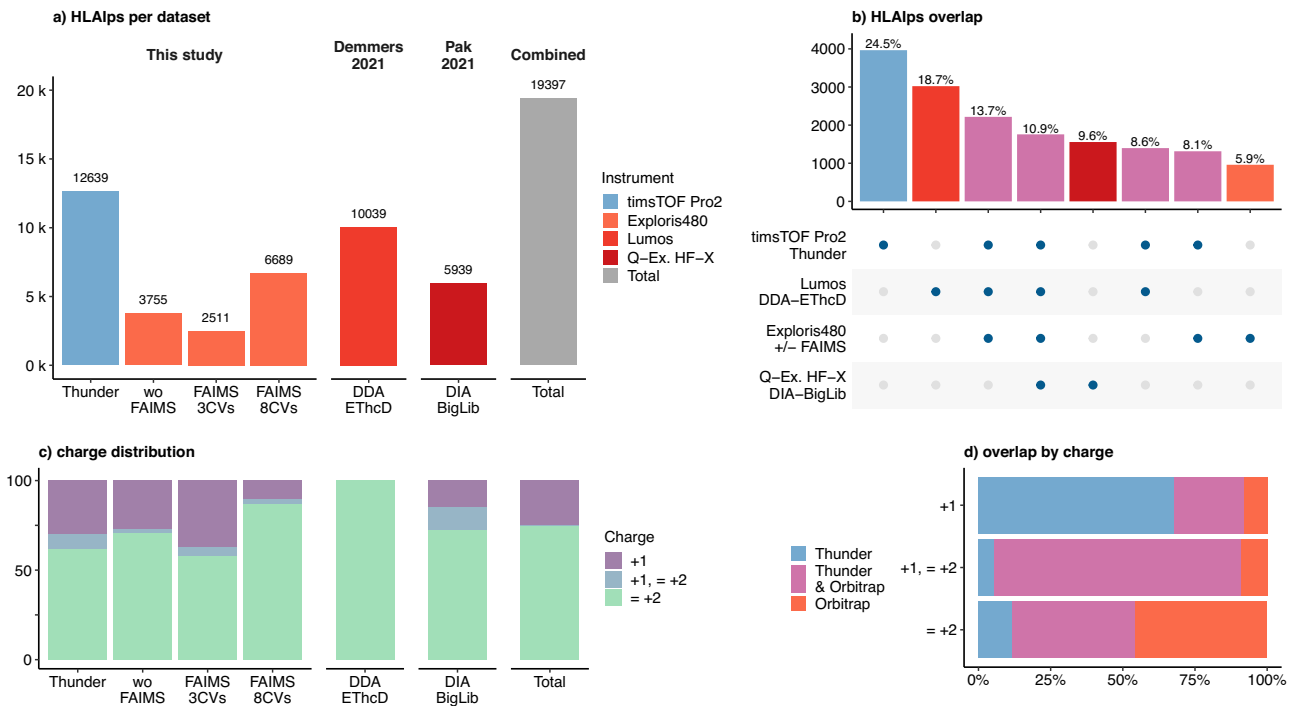 a) HLAIps per dataset
This study
Demmers
2021
Pak
2021
Combined
20 k
15 k
10 k
5 k
0 k
12639
3755
2511
6689
10039
5939
19397
Thunder
wo
FAIMS
FAIMS
3CVs
FAIMS
8CVs
DDA
EThcD
DIA
BigLib
Total
Instrument
timsTOF Pro2
Exploris480
Lumos
Q−Ex. HF−X
Total
b) HLAIps overlap
4000
3000
2000
1000
0
24.5%
18.7%
13.7%
10.9%
9.6%
8.6%
8.1%
5.9%
timsTOF Pro2
Thunder
Lumos
DDA−EThcD
Exploris480
+/− FAIMS
Q−Ex. HF−X
DIA−BigLib
c) charge distribution
100
50
0
Thunder
wo
FAIMS
FAIMS
3CVs
FAIMS
8CVs
DDA
EThcD
DIA
BigLib
Total
Charge
+1
+1, = +2
= +2
d) overlap by charge
Thunder
Thunder
& Orbitrap
Orbitrap
+1
+1, = +2
= +2
0%
25%
50%
75%
100%